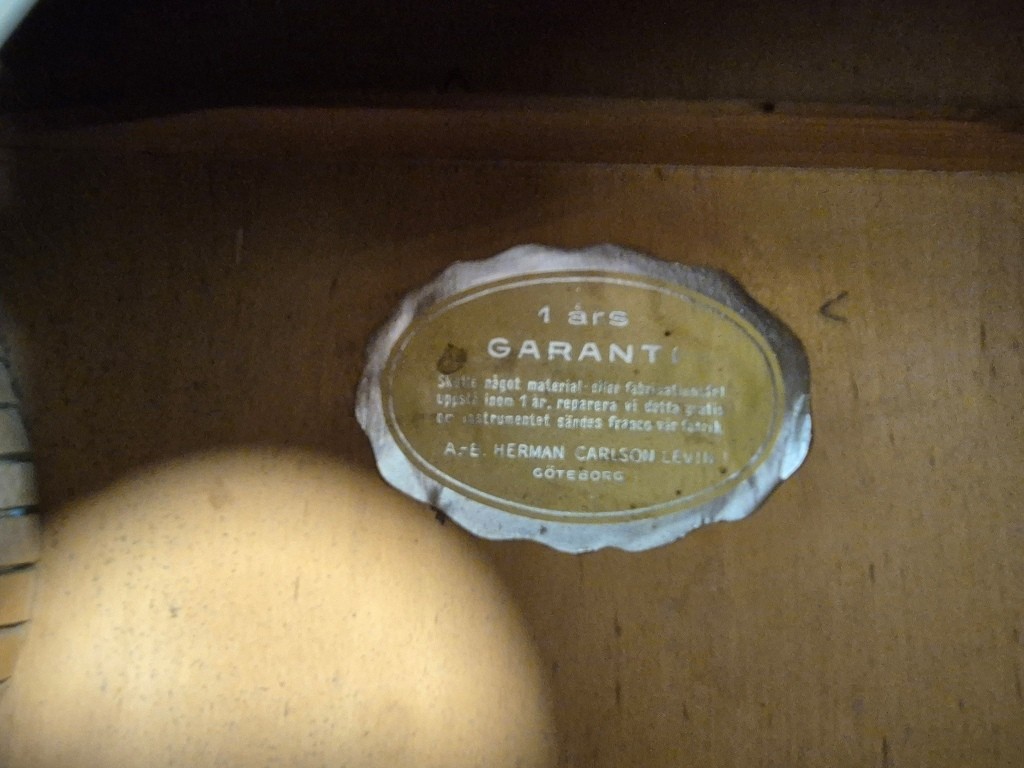 1 års
GARANTI
Skulle något material- eller fabrikationsfel
uppstå inom 1 år, reparera vi detta gratis
om instrumentet sändes franco vår fabrik
A.-B. HERMAN CARLSON LEVIN
GÖTEBORG